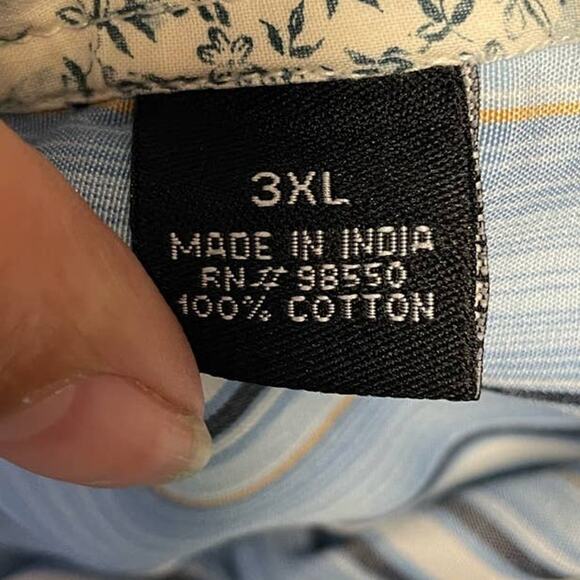 3XL
MADE IN INDIA
RN# 98550
100% COTTON